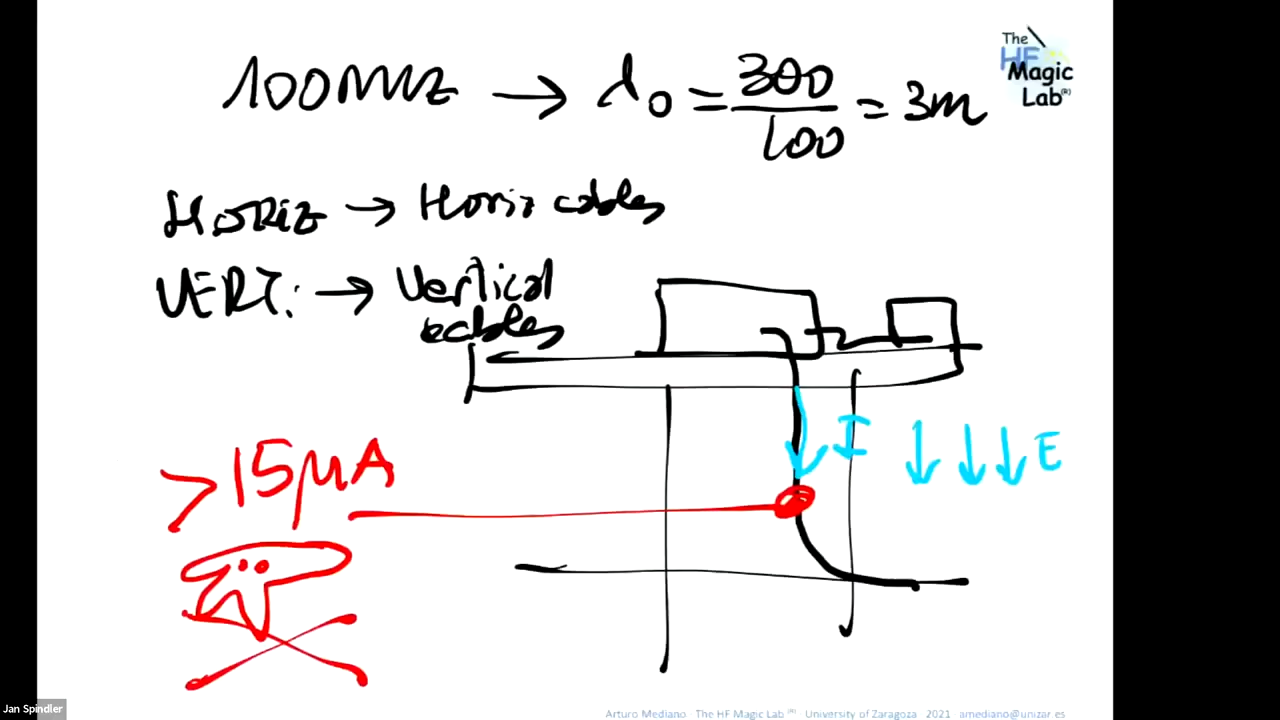 100MHz → λ0 = 300/100 = 3m
The HF Magic Lab(R)
HORIZ → Horiz cables
VERT: → Vertical cables
I ↓↓↓ E
> 15μA
Jan Spindler
Arturo Mediano The HF Magic Lab (R) University of Zaragoza 2021 amediano@unizar.es